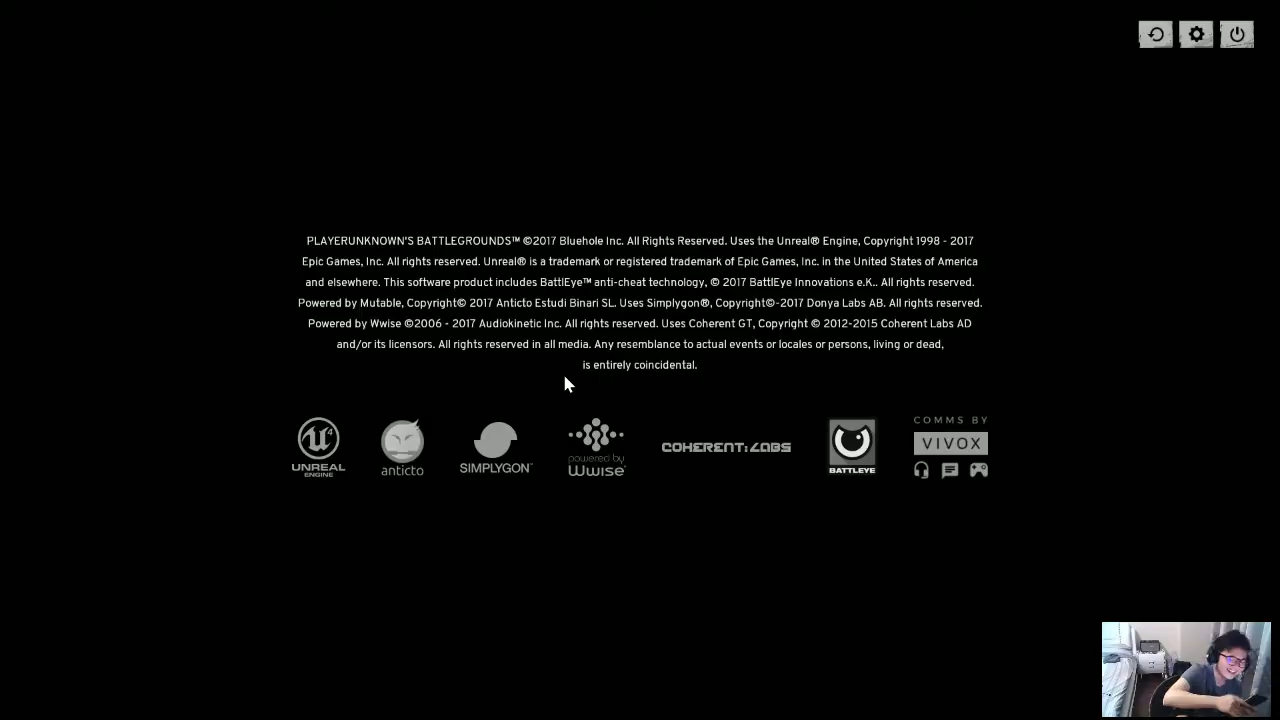 PLAYERUNKNOWN'S BATTLEGROUNDS™ ©2017 Bluehole Inc. All Rights Reserved. Uses the Unreal® Engine, Copyright 1998 - 2017
Epic Games, Inc. All rights reserved. Unreal® is a trademark or registered trademark of Epic Games, Inc. in the United States of America
and elsewhere. This software product includes BattlEye™ anti-cheat technology, © 2017 BattlEye Innovations e.K.. All rights reserved.
Powered by Mutable, Copyright© 2017 Anticto Estudi Binari SL. Uses Simplygon®, Copyright©-2017 Donya Labs AB. All rights reserved.
Powered by Wwise ©2006 - 2017 Audiokinetic Inc. All rights reserved. Uses Coherent GT, Copyright © 2012-2015 Coherent Labs AD
and/or its licensors. All rights reserved in all media. Any resemblance to actual events or locales or persons, living or dead,
is entirely coincidental.
U4
UNREAL
ENGINE
anticto
SIMPLYGON™
powered by
Wwise®
COHERENT:LABS
BATTLEYE
COMMS BY
VIVOX